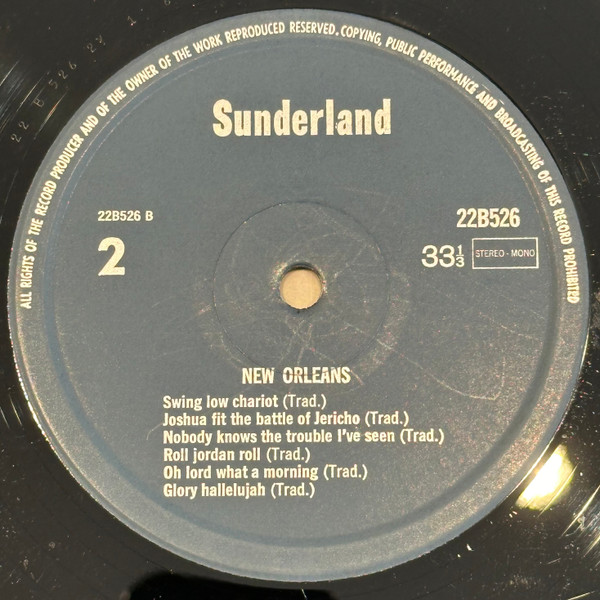 ALL RIGHTS OF THE RECORD PRODUCER AND OF THE OWNER OF THE WORK REPRODUCED RESERVED. COPYING, PUBLIC PERFORMANCE AND BROADCASTING OF THIS RECORD PROHIBITED
Sunderland
22B526 B
22B526
2
33 1/3
STEREO - MONO
NEW ORLEANS
Swing low chariot (Trad.)
Joshua fit the battle of Jericho (Trad.)
Nobody knows the trouble I've seen (Trad.)
Roll jordan roll (Trad.)
Oh lord what a morning (Trad.)
Glory hallelujah (Trad.)